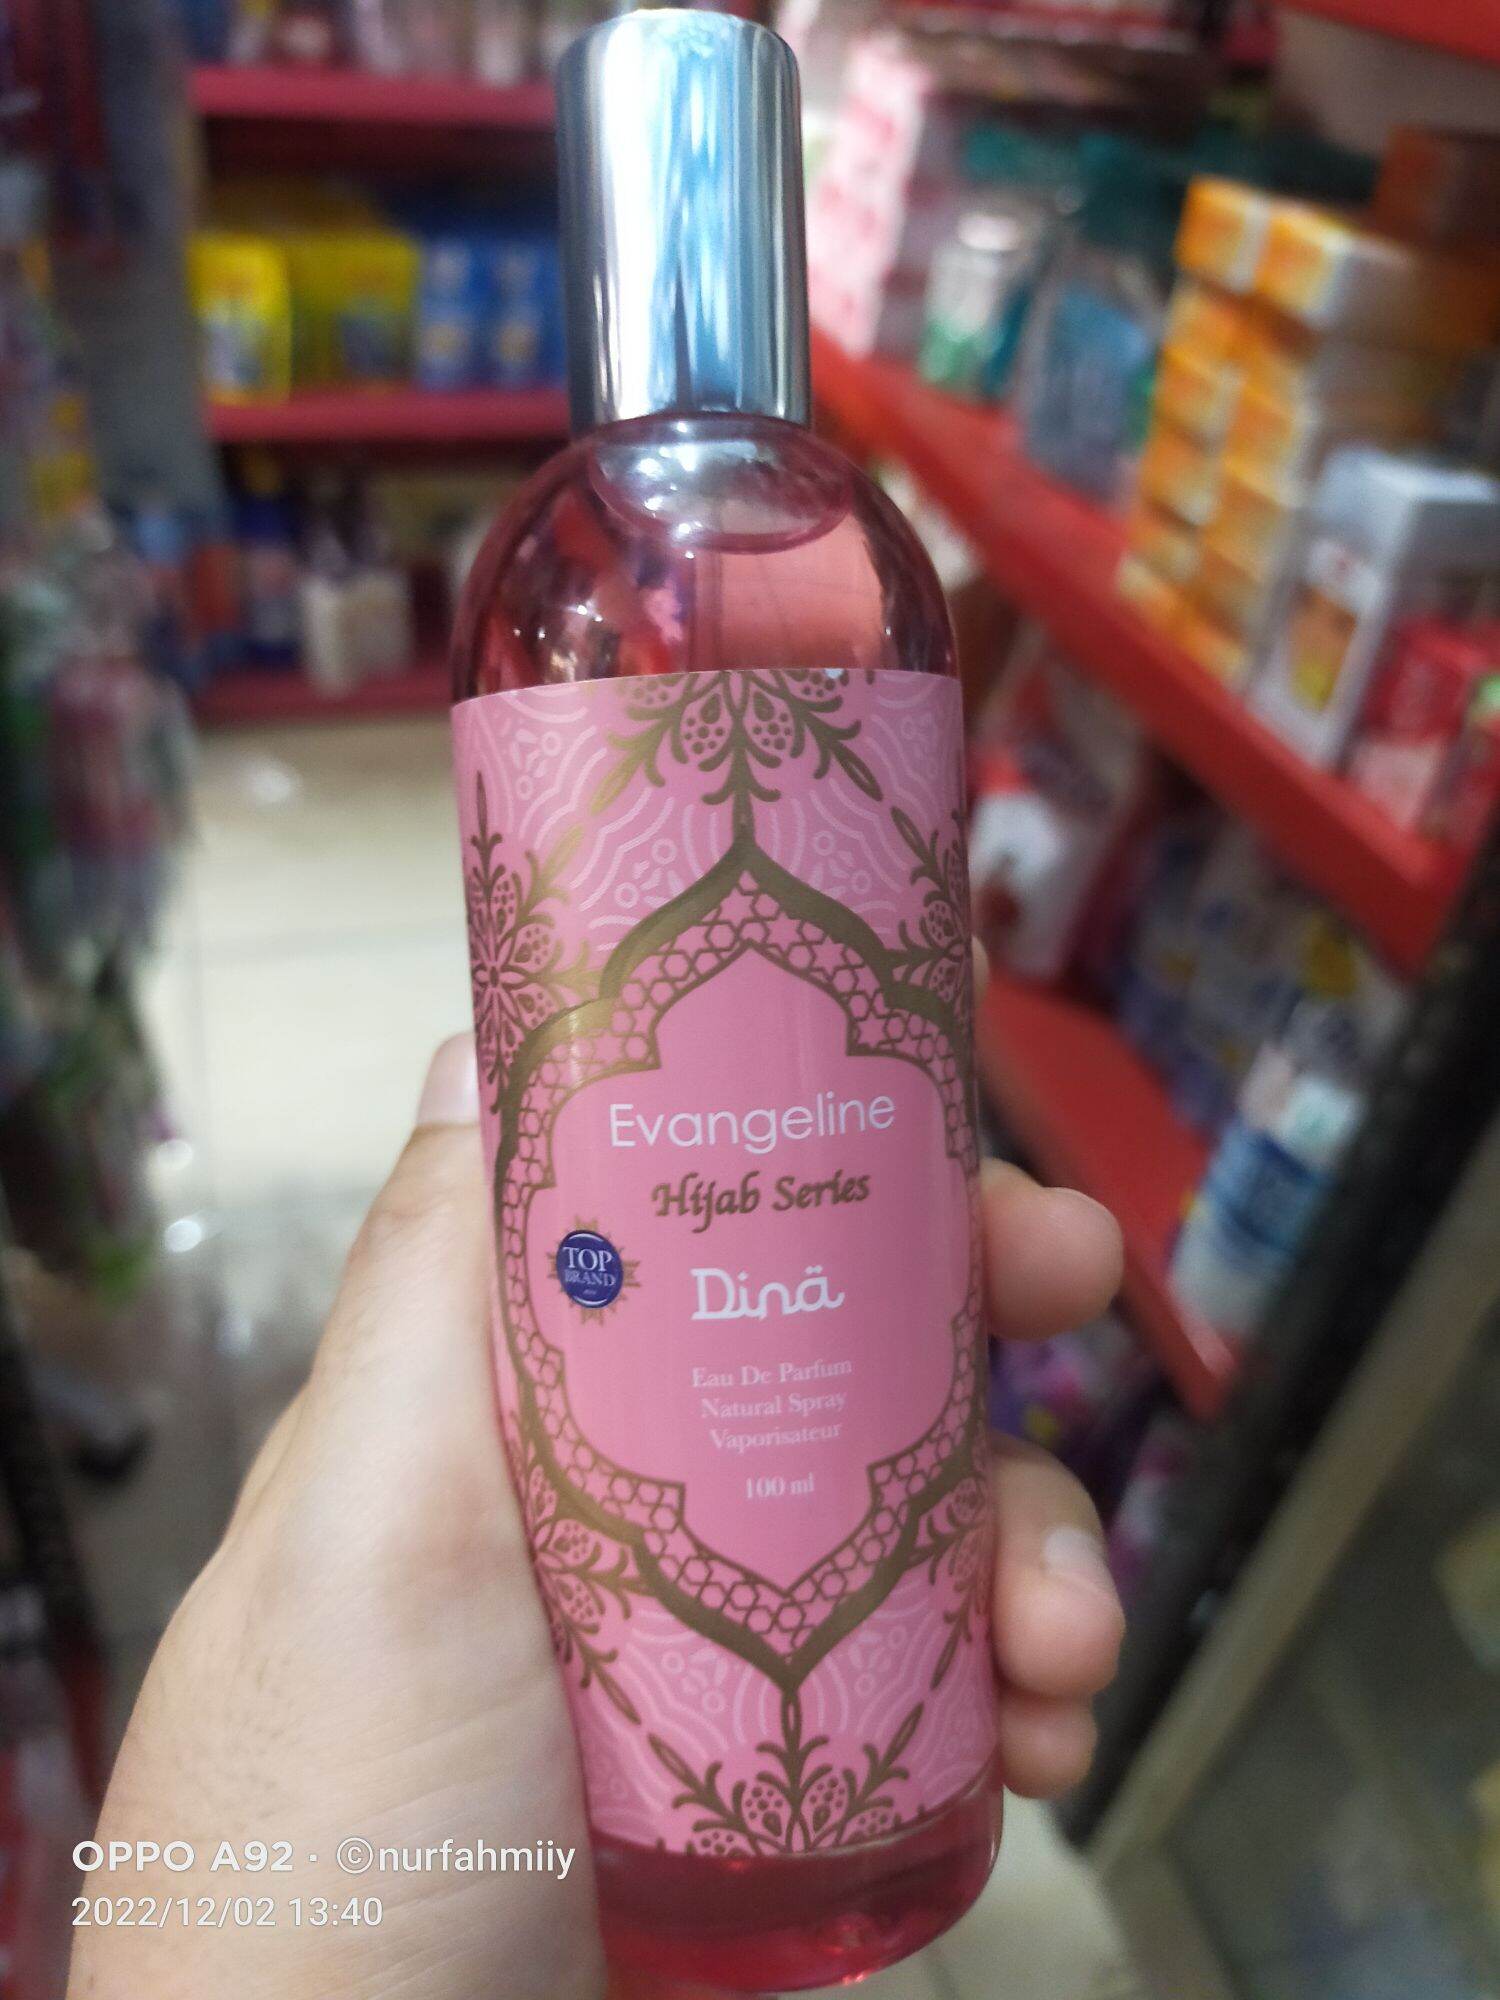 Evangeline
Hijab Series
TOP
BRAND
Dinä
Eau De Parfum
Natural Spray
Vaporisateur
100 ml
OPPO A92 · ©nurfahmiiy
2022/12/02 13:40